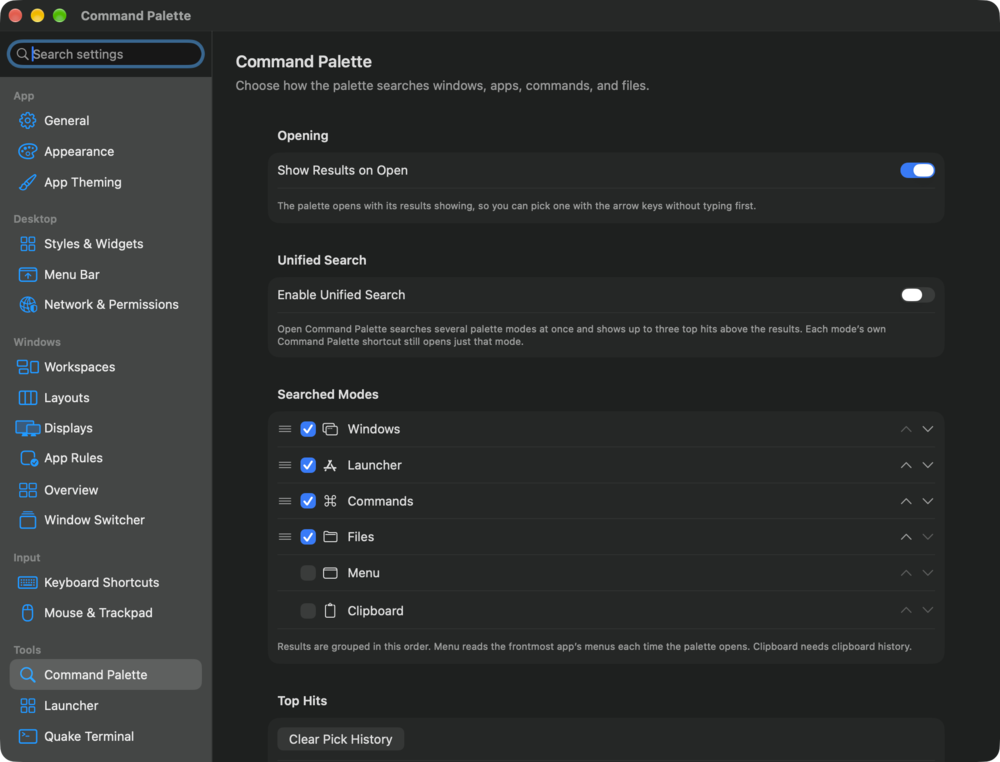 Command Palette
Search settings
App
General
Appearance
App Theming
Desktop
Styles & Widgets
Menu Bar
Network & Permissions
Windows
Workspaces
Layouts
Displays
App Rules
Overview
Window Switcher
Input
Keyboard Shortcuts
Mouse & Trackpad
Tools
Command Palette
Launcher
Quake Terminal
Command Palette
Choose how the palette searches windows, apps, commands, and files.
Opening
Show Results on Open
The palette opens with its results showing, so you can pick one with the arrow keys without typing first.
Unified Search
Enable Unified Search
Open Command Palette searches several palette modes at once and shows up to three top hits above the results. Each mode's own
Command Palette shortcut still opens just that mode.
Searched Modes
Windows
Launcher
Commands
Files
Menu
Clipboard
Results are grouped in this order. Menu reads the frontmost app's menus each time the palette opens. Clipboard needs clipboard history.
Top Hits
Clear Pick History